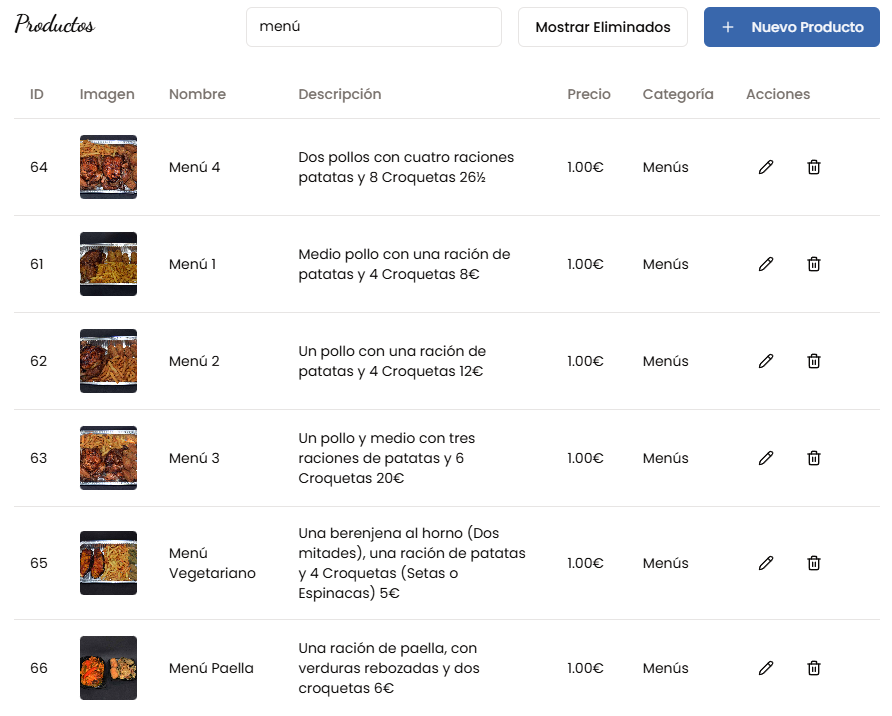 Productos
menú
Mostrar Eliminados
+ Nuevo Producto
ID Imagen Nombre Descripción Precio Categoría Acciones
64 Menú 4 Dos pollos con cuatro raciones 1.00€ Menús
patatas y 8 Croquetas 26½
61 Menú 1 Medio pollo con una ración de 1.00€ Menús
patatas y 4 Croquetas 8€
62 Menú 2 Un pollo con una ración de 1.00€ Menús
patatas y 4 Croquetas 12€
63 Menú 3 Un pollo y medio con tres 1.00€ Menús
raciones de patatas y 6
Croquetas 20€
65 Menú Una berenjena al horno (Dos 1.00€ Menús
Vegetariano mitades), una ración de patatas
y 4 Croquetas (Setas o
Espinacas) 5€
66 Menú Paella Una ración de paella, con 1.00€ Menús
verduras rebozadas y dos
croquetas 6€